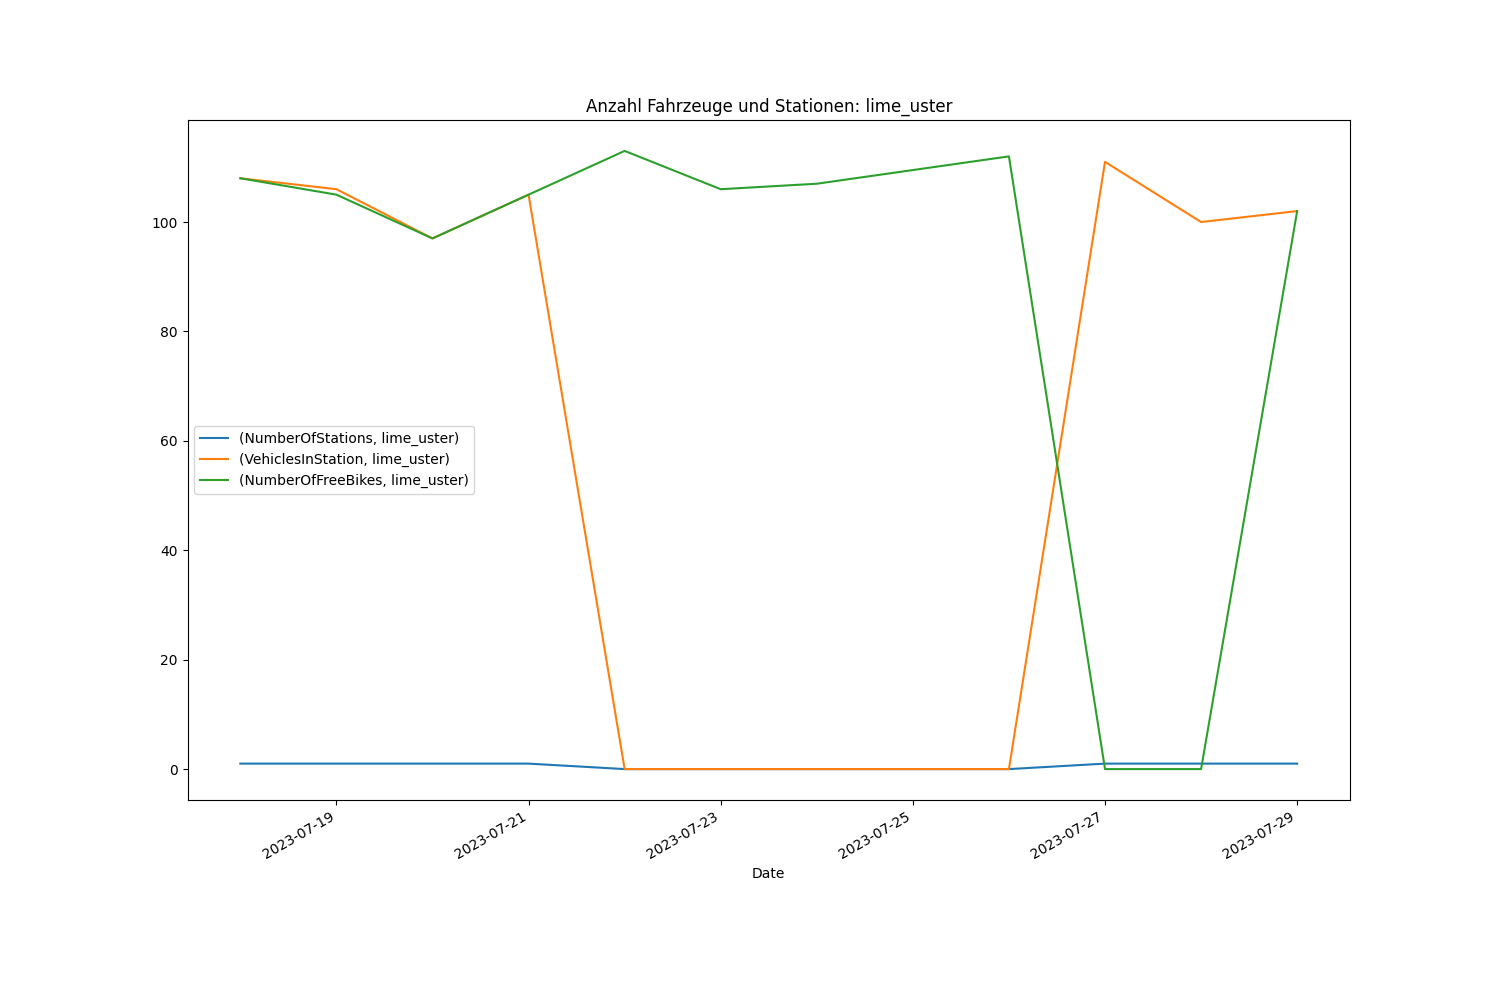 Anzahl Fahrzeuge und Stationen: lime_uster
100
80
60
40
20
0
(NumberOfStations, lime_uster)
(VehiclesInStation, lime_uster)
(NumberOfFreeBikes, lime_uster)
2023-07-19
2023-07-21
2023-07-23
2023-07-25
2023-07-27
2023-07-29
Date